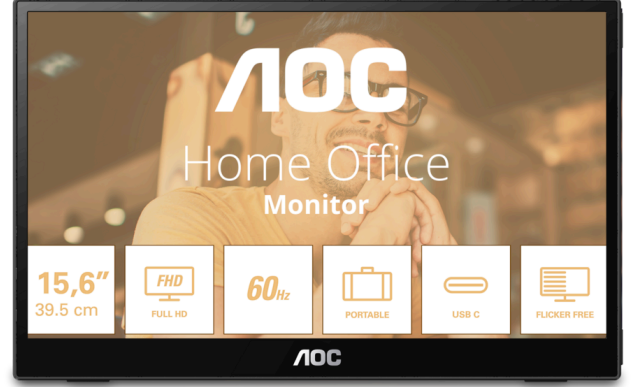 AOC
Home Office
Monitor
15,6"
39.5 cm
FHD
FULL HD
60Hz
PORTABLE
USB C
FLICKER FREE
AOC